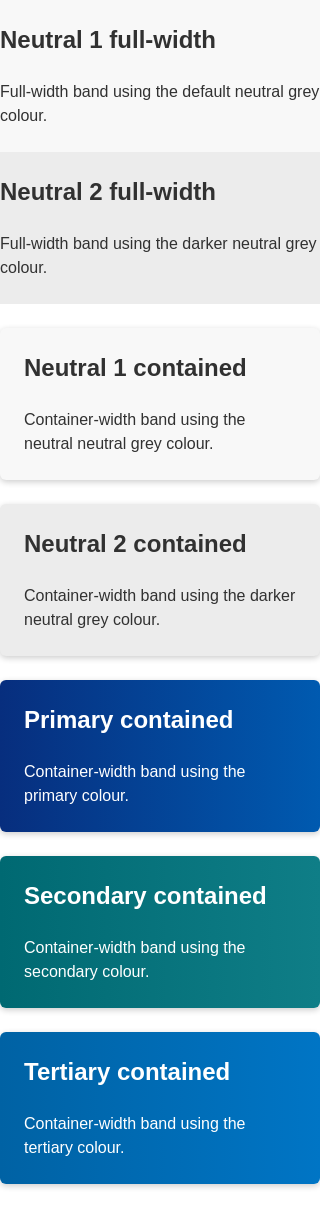 Neutral 1 full-width
Full-width band using the default neutral grey
colour.
Neutral 2 full-width
Full-width band using the darker neutral grey
colour.
Neutral 1 contained
Container-width band using the
neutral neutral grey colour.
Neutral 2 contained
Container-width band using the darker
neutral grey colour.
Primary contained
Container-width band using the
primary colour.
Secondary contained
Container-width band using the
secondary colour.
Tertiary contained
Container-width band using the
tertiary colour.